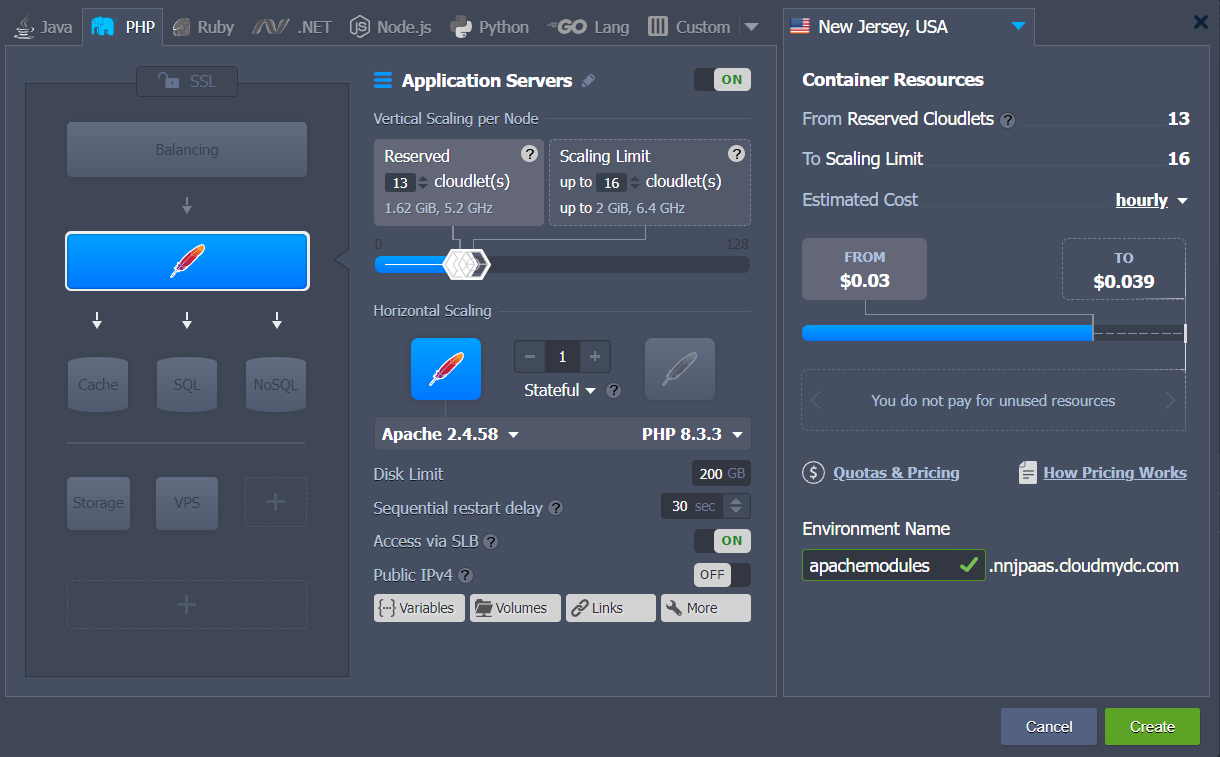 Java PHP Ruby .NET Node.js Python GO Lang Custom
SSL
Balancing
Cache SQL NoSQL
Storage VPS
Application Servers ON
Vertical Scaling per Node
Reserved ?
13 cloudlet(s)
1.62 GiB, 5.2 GHz
Scaling Limit ?
up to 16 cloudlet(s)
up to 2 GiB, 6.4 GHz
0 128
Horizontal Scaling
1
Stateful ?
Apache 2.4.58 PHP 8.3.3
Disk Limit 200 GB
Sequential restart delay ? 30 sec
Access via SLB ? ON
Public IPv4 ? OFF
Variables Volumes Links More
New Jersey, USA
Container Resources
From Reserved Cloudlets ? 13
To Scaling Limit 16
Estimated Cost hourly
FROM
$0.03
TO
$0.039
You do not pay for unused resources
$ Quotas & Pricing How Pricing Works
Environment Name
apachemodules .nnjpaas.cloudmydc.com
Cancel Create